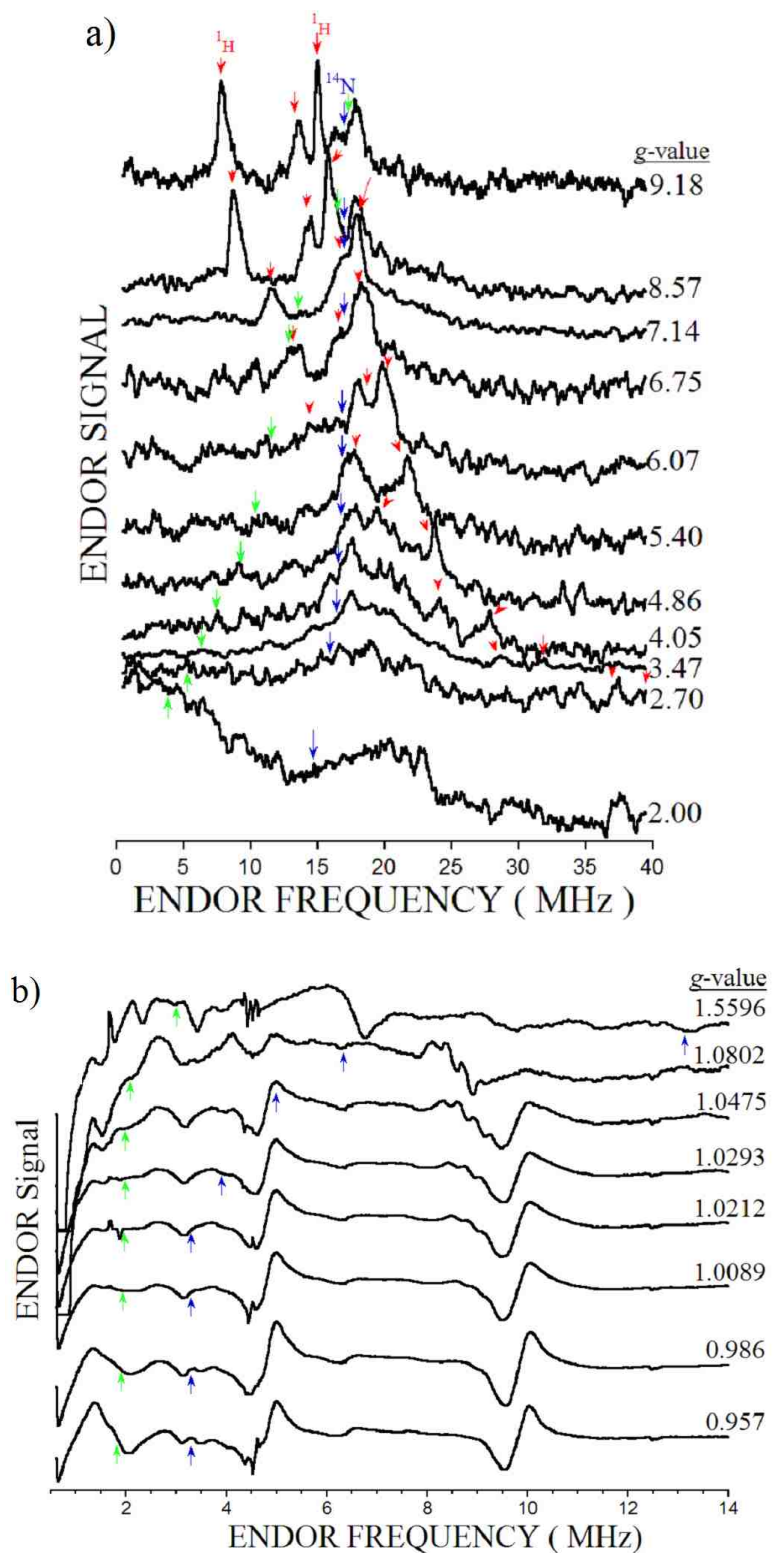 a)
¹H
¹H
¹⁴N
g-value
9.18
8.57
7.14
6.75
6.07
5.40
4.86
4.05
3.47
2.70
2.00
ENDOR SIGNAL
0 5 10 15 20 25 30 35 40
ENDOR FREQUENCY ( MHz )
b)
g-value
1.5596
1.0802
1.0475
1.0293
1.0212
1.0089
0.986
0.957
ENDOR Signal
2 4 6 8 10 12 14
ENDOR FREQUENCY ( MHz )